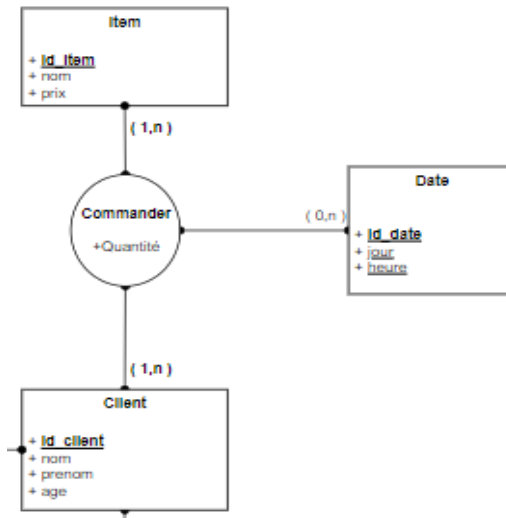 Item
+ Id_Item
+ nom
+ prix
( 1,n )
Commander
+Quantité
( 0,n )
Date
+ Id_date
+ jour
+ heure
( 1,n )
Client
+ Id_client
+ nom
+ prenom
+ age